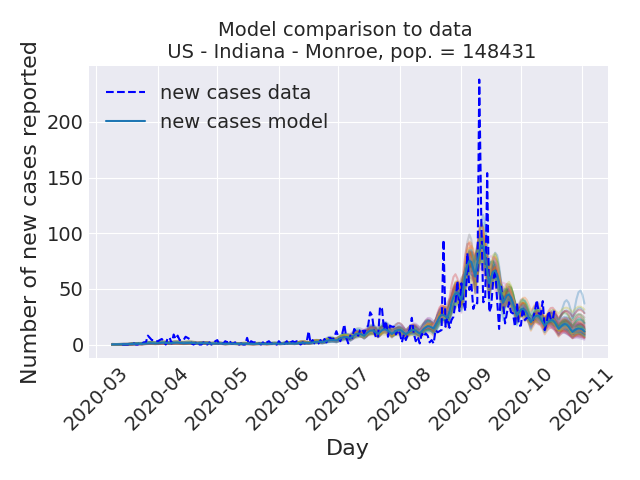 Model comparison to data
US - Indiana - Monroe, pop. = 148431
Number of new cases reported
new cases data
new cases model
200
150
100
50
0
2020-03
2020-04
2020-05
2020-06
2020-07
2020-08
2020-09
2020-10
2020-11
Day